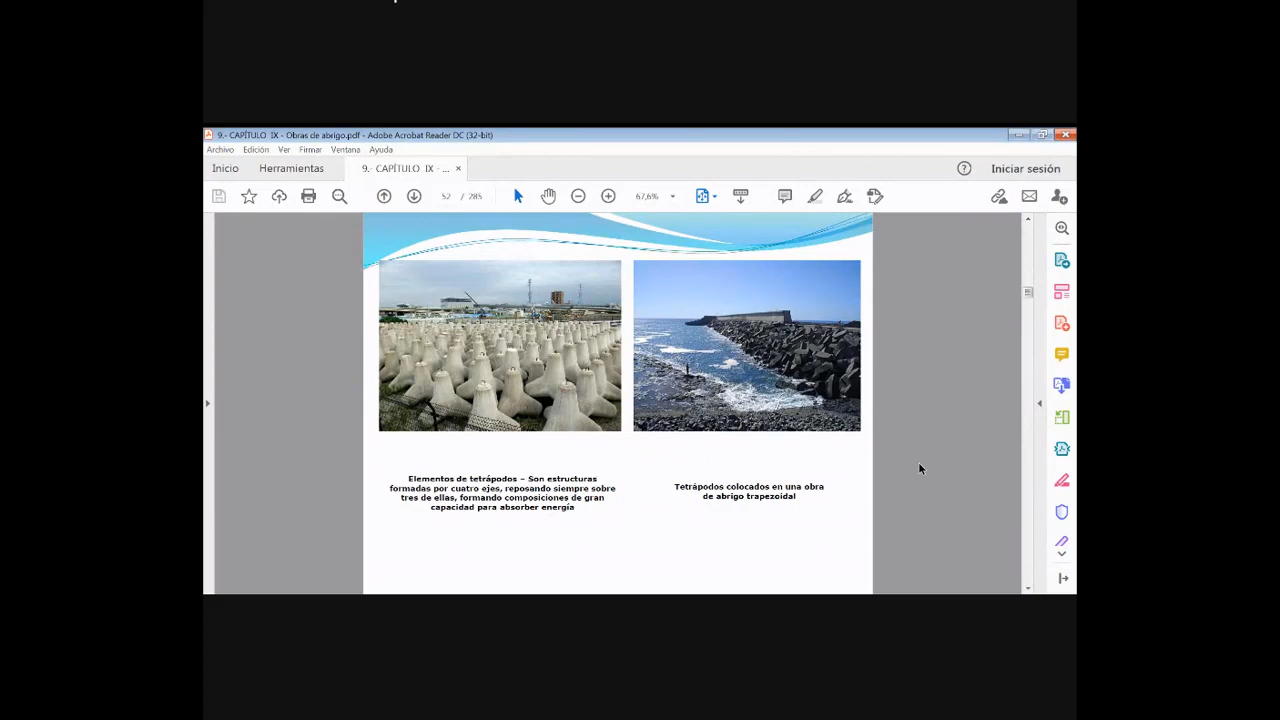 9.- CAPÍTULO IX - Obras de abrigo.pdf - Adobe Acrobat Reader DC (32-bit)
Archivo Edición Ver Firmar Ventana Ayuda
Inicio Herramientas 9.- CAPÍTULO IX - ... × Iniciar sesión
52 / 285 67,6%
Elementos de tetrápodos – Son estructuras
formadas por cuatro ejes, reposando siempre sobre
tres de ellas, formando composiciones de gran
capacidad para absorber energía
Tetrápodos colocados en una obra
de abrigo trapezoidal